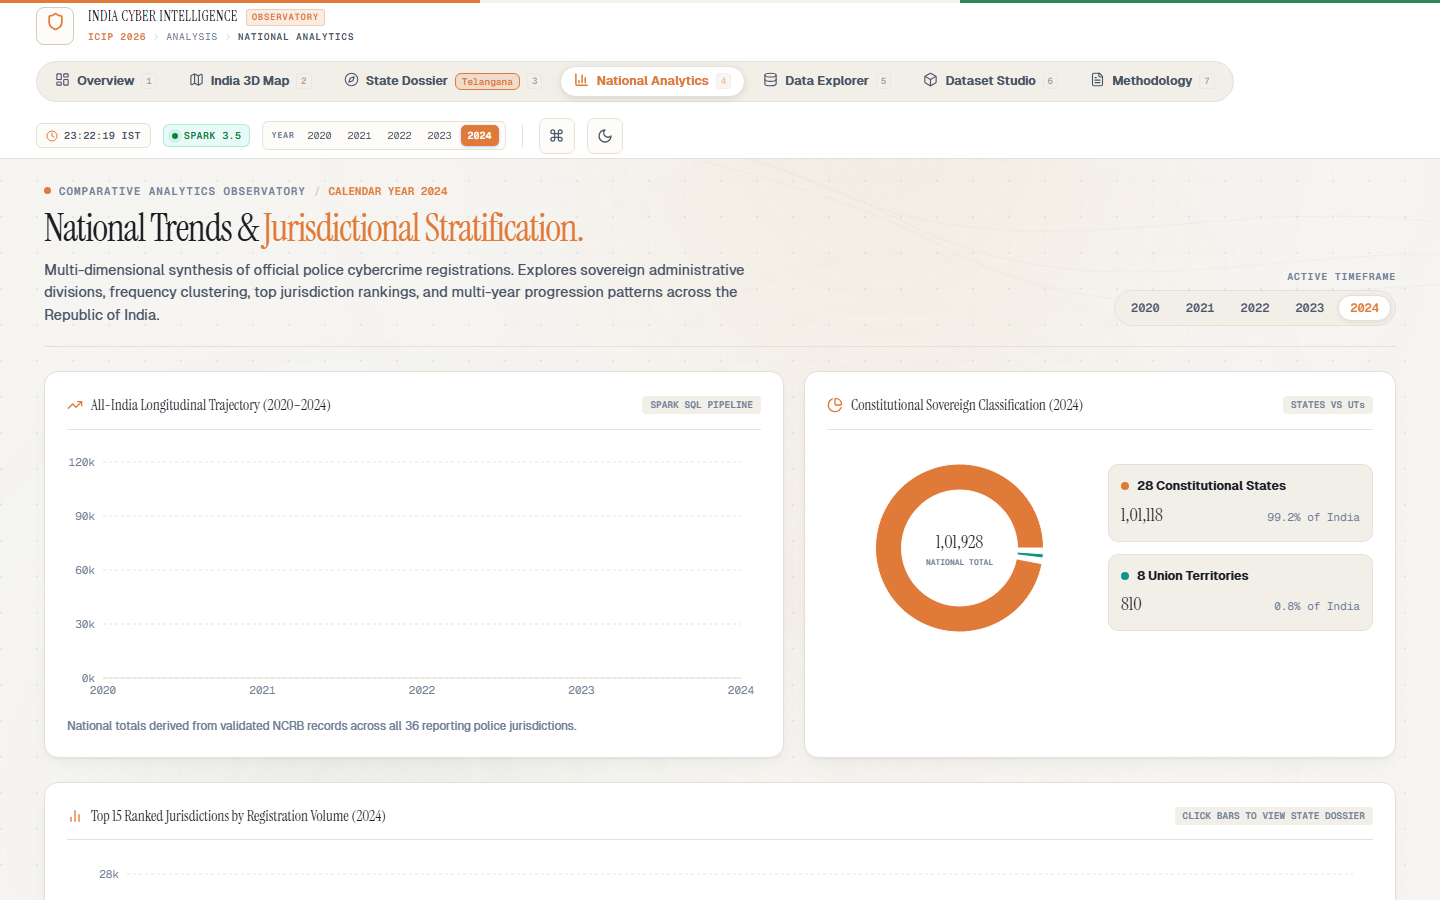 INDIA CYBER INTELLIGENCE OBSERVATORY
ICIP 2026 › ANALYSIS › NATIONAL ANALYTICS
Overview 1 India 3D Map 2 State Dossier Telangana 3 National Analytics 4 Data Explorer 5 Dataset Studio 6 Methodology 7
23:22:19 IST SPARK 3.5 YEAR 2020 2021 2022 2023 2024
COMPARATIVE ANALYTICS OBSERVATORY / CALENDAR YEAR 2024
National Trends & Jurisdictional Stratification.
Multi-dimensional synthesis of official police cybercrime registrations. Explores sovereign administrative
divisions, frequency clustering, top jurisdiction rankings, and multi-year progression patterns across the
Republic of India.
ACTIVE TIMEFRAME
2020 2021 2022 2023 2024
All-India Longitudinal Trajectory (2020–2024) SPARK SQL PIPELINE
120k
90k
60k
30k
0k
2020 2021 2022 2023 2024
National totals derived from validated NCRB records across all 36 reporting police jurisdictions.
Constitutional Sovereign Classification (2024) STATES VS UTs
1,01,928
NATIONAL TOTAL
28 Constitutional States
1,01,118 99.2% of India
8 Union Territories
810 0.8% of India
Top 15 Ranked Jurisdictions by Registration Volume (2024) CLICK BARS TO VIEW STATE DOSSIER
28k